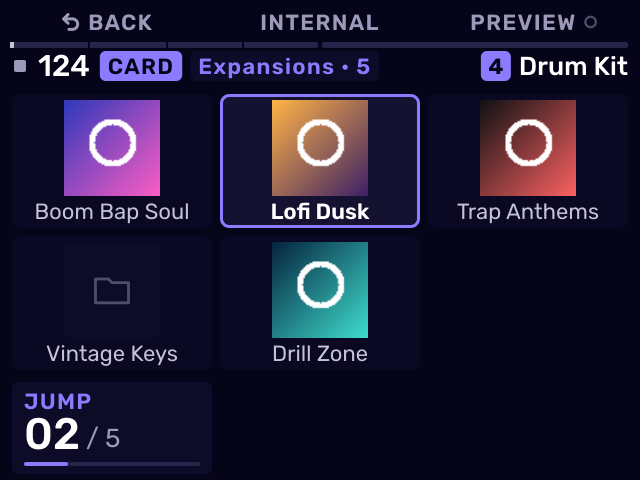 BACK INTERNAL PREVIEW
124 CARD Expansions • 5 4 Drum Kit
Boom Bap Soul Lofi Dusk Trap Anthems
Vintage Keys Drill Zone
JUMP
02 / 5